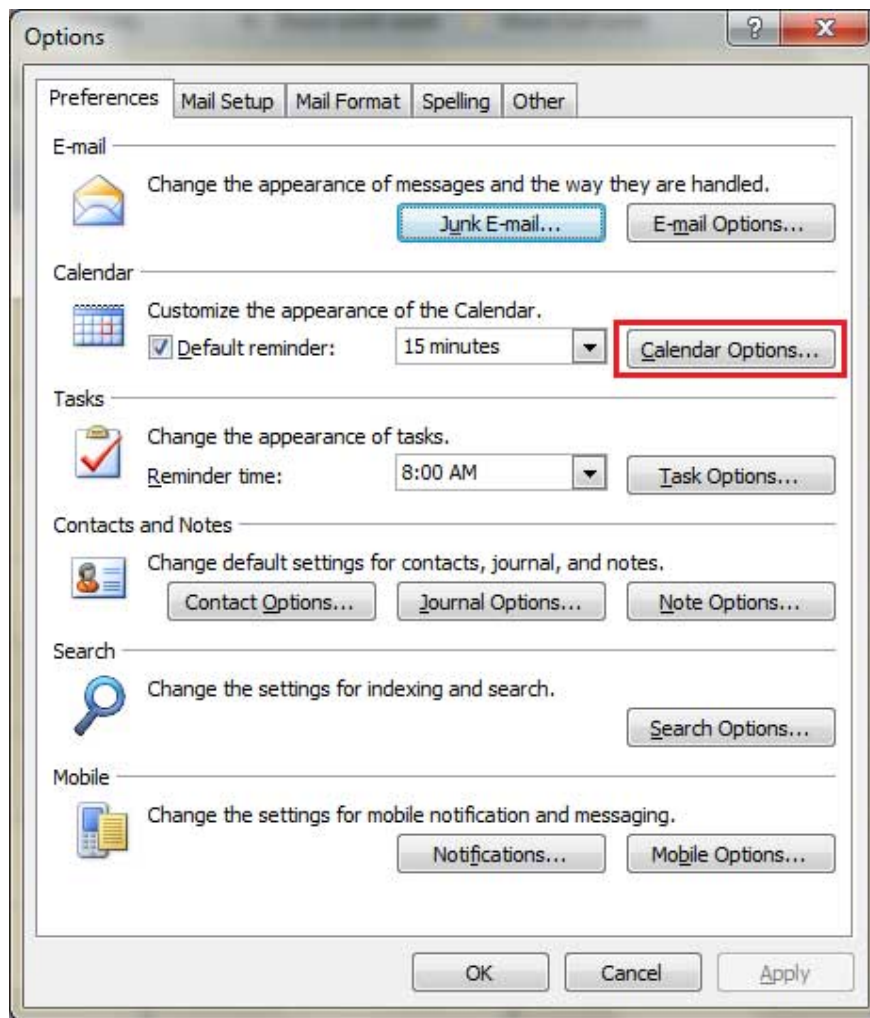 Options
Preferences Mail Setup Mail Format Spelling Other
E-mail
Change the appearance of messages and the way they are handled.
Junk E-mail... E-mail Options...
Calendar
Customize the appearance of the Calendar.
Default reminder: 15 minutes Calendar Options...
Tasks
Change the appearance of tasks.
Reminder time: 8:00 AM Task Options...
Contacts and Notes
Change default settings for contacts, journal, and notes.
Contact Options... Journal Options... Note Options...
Search
Change the settings for indexing and search.
Search Options...
Mobile
Change the settings for mobile notification and messaging.
Notifications... Mobile Options...
OK Cancel Apply